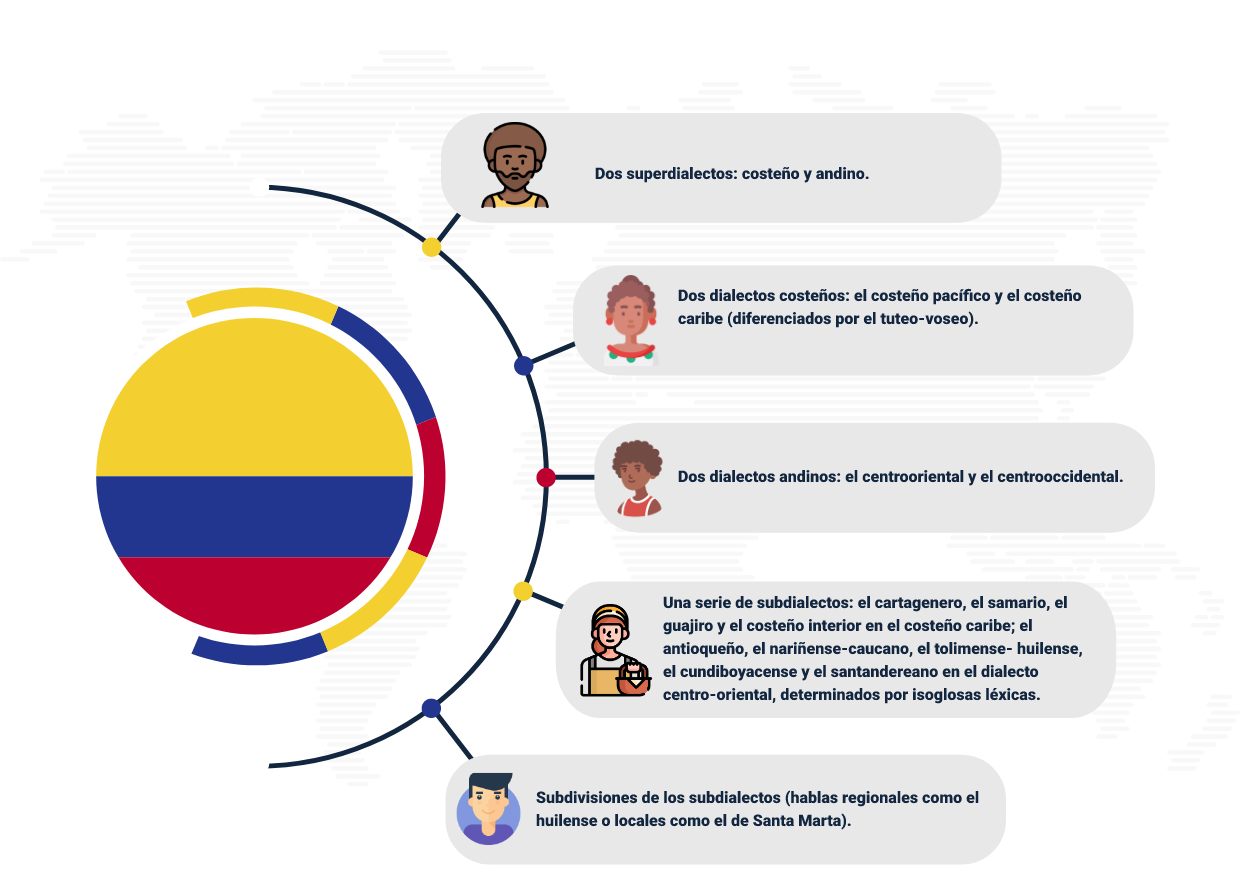 Dos superdialectos: costeño y andino.
Dos dialectos costeños: el costeño pacífico y el costeño
caribe (diferenciados por el tuteo-voseo).
Dos dialectos andinos: el centrooriental y el centrooccidental.
Una serie de subdialectos: el cartagenero, el samario, el
guajiro y el costeño interior en el costeño caribe; el
antioqueño, el nariñense-caucano, el tolimense- huilense,
el cundiboyacense y el santandereano en el dialecto
centro-oriental, determinados por isoglosas léxicas.
Subdivisiones de los subdialectos (hablas regionales como el
huilense o locales como el de Santa Marta).